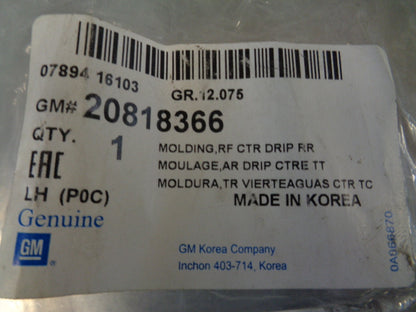 07894 16103
GR.12.075
GM# 20818366
QTY. 1
MOLDING,RF CTR DRIP RR
MOULAGE,AR DRIP CTRE TT
MOLDURA,TR VIERTEAGUAS CTR TC
EAC
LH (P0C)
MADE IN KOREA
Genuine
GM
GM Korea Company
Inchon 403-714, Korea
0A966870